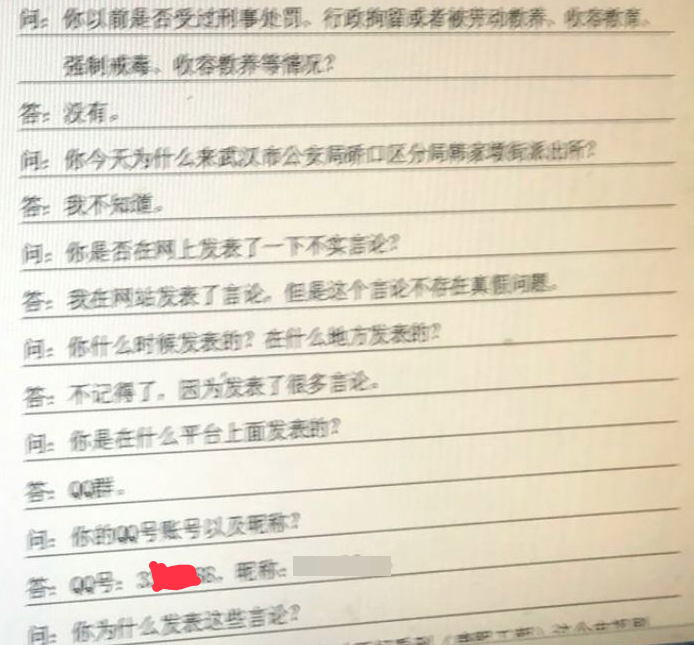 问：你以前是否受过刑事处罚、行政拘留或者被劳动教养、收容教育、
强制戒毒、收容教养等情况？
答：没有。
问：你今天为什么来武汉市公安局硚口区分局韩家墩街派出所？
答：我不知道。
问：你是否在网上发表了一下不实言论？
答：我在网站发表了言论，但是这个言论不存在真假问题。
问：你什么时候发表的？在什么地方发表的？
答：不记得了，因为发表了很多言论。
问：你是在什么平台上面发表的？
答：QQ群。
问：你的QQ号账号以及昵称？
答：QQ号：，昵称：
问：你为什么发表这些言论？